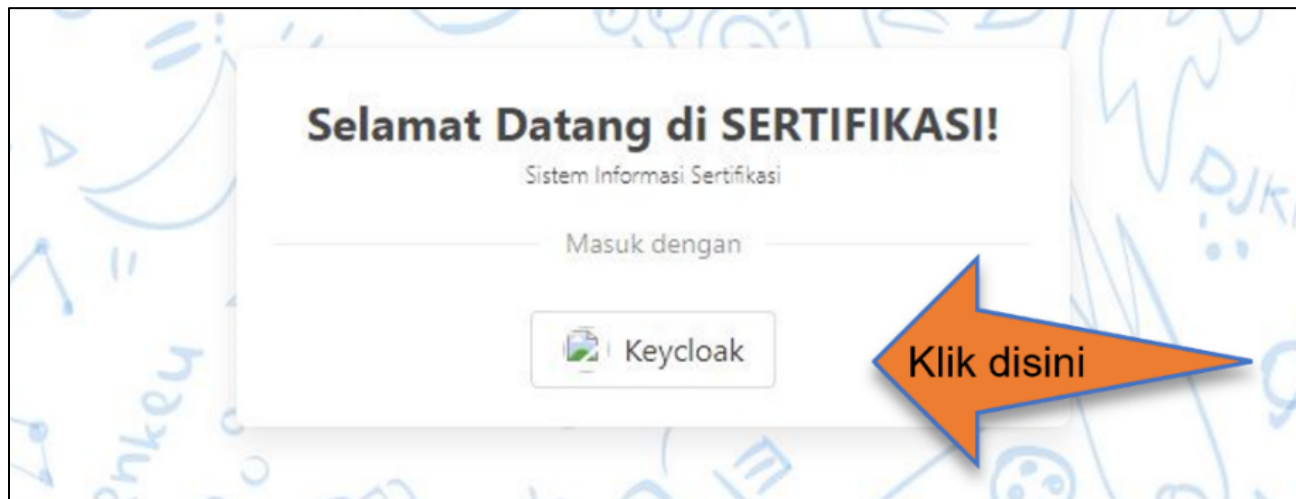 Selamat Datang di SERTIFIKASI!
Sistem Informasi Sertifikasi
Masuk dengan
Keycloak
Klik disini